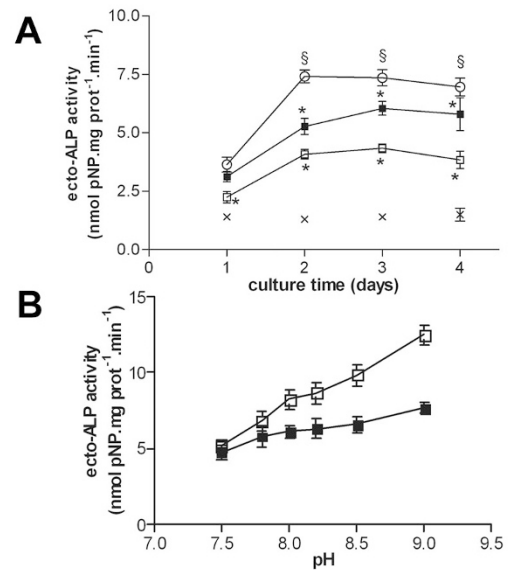 A
ecto-ALP activity
(nmol pNP.mg prot⁻¹.min⁻¹)
10.0
7.5
5.0
2.5
0.0
§ § §
* * *
* * * *
0 1 2 3 4
culture time (days)
B
ecto-ALP activity
(nmol pNP.mg prot⁻¹.min⁻¹)
15
10
5
0
7.0 7.5 8.0 8.5 9.0 9.5
pH